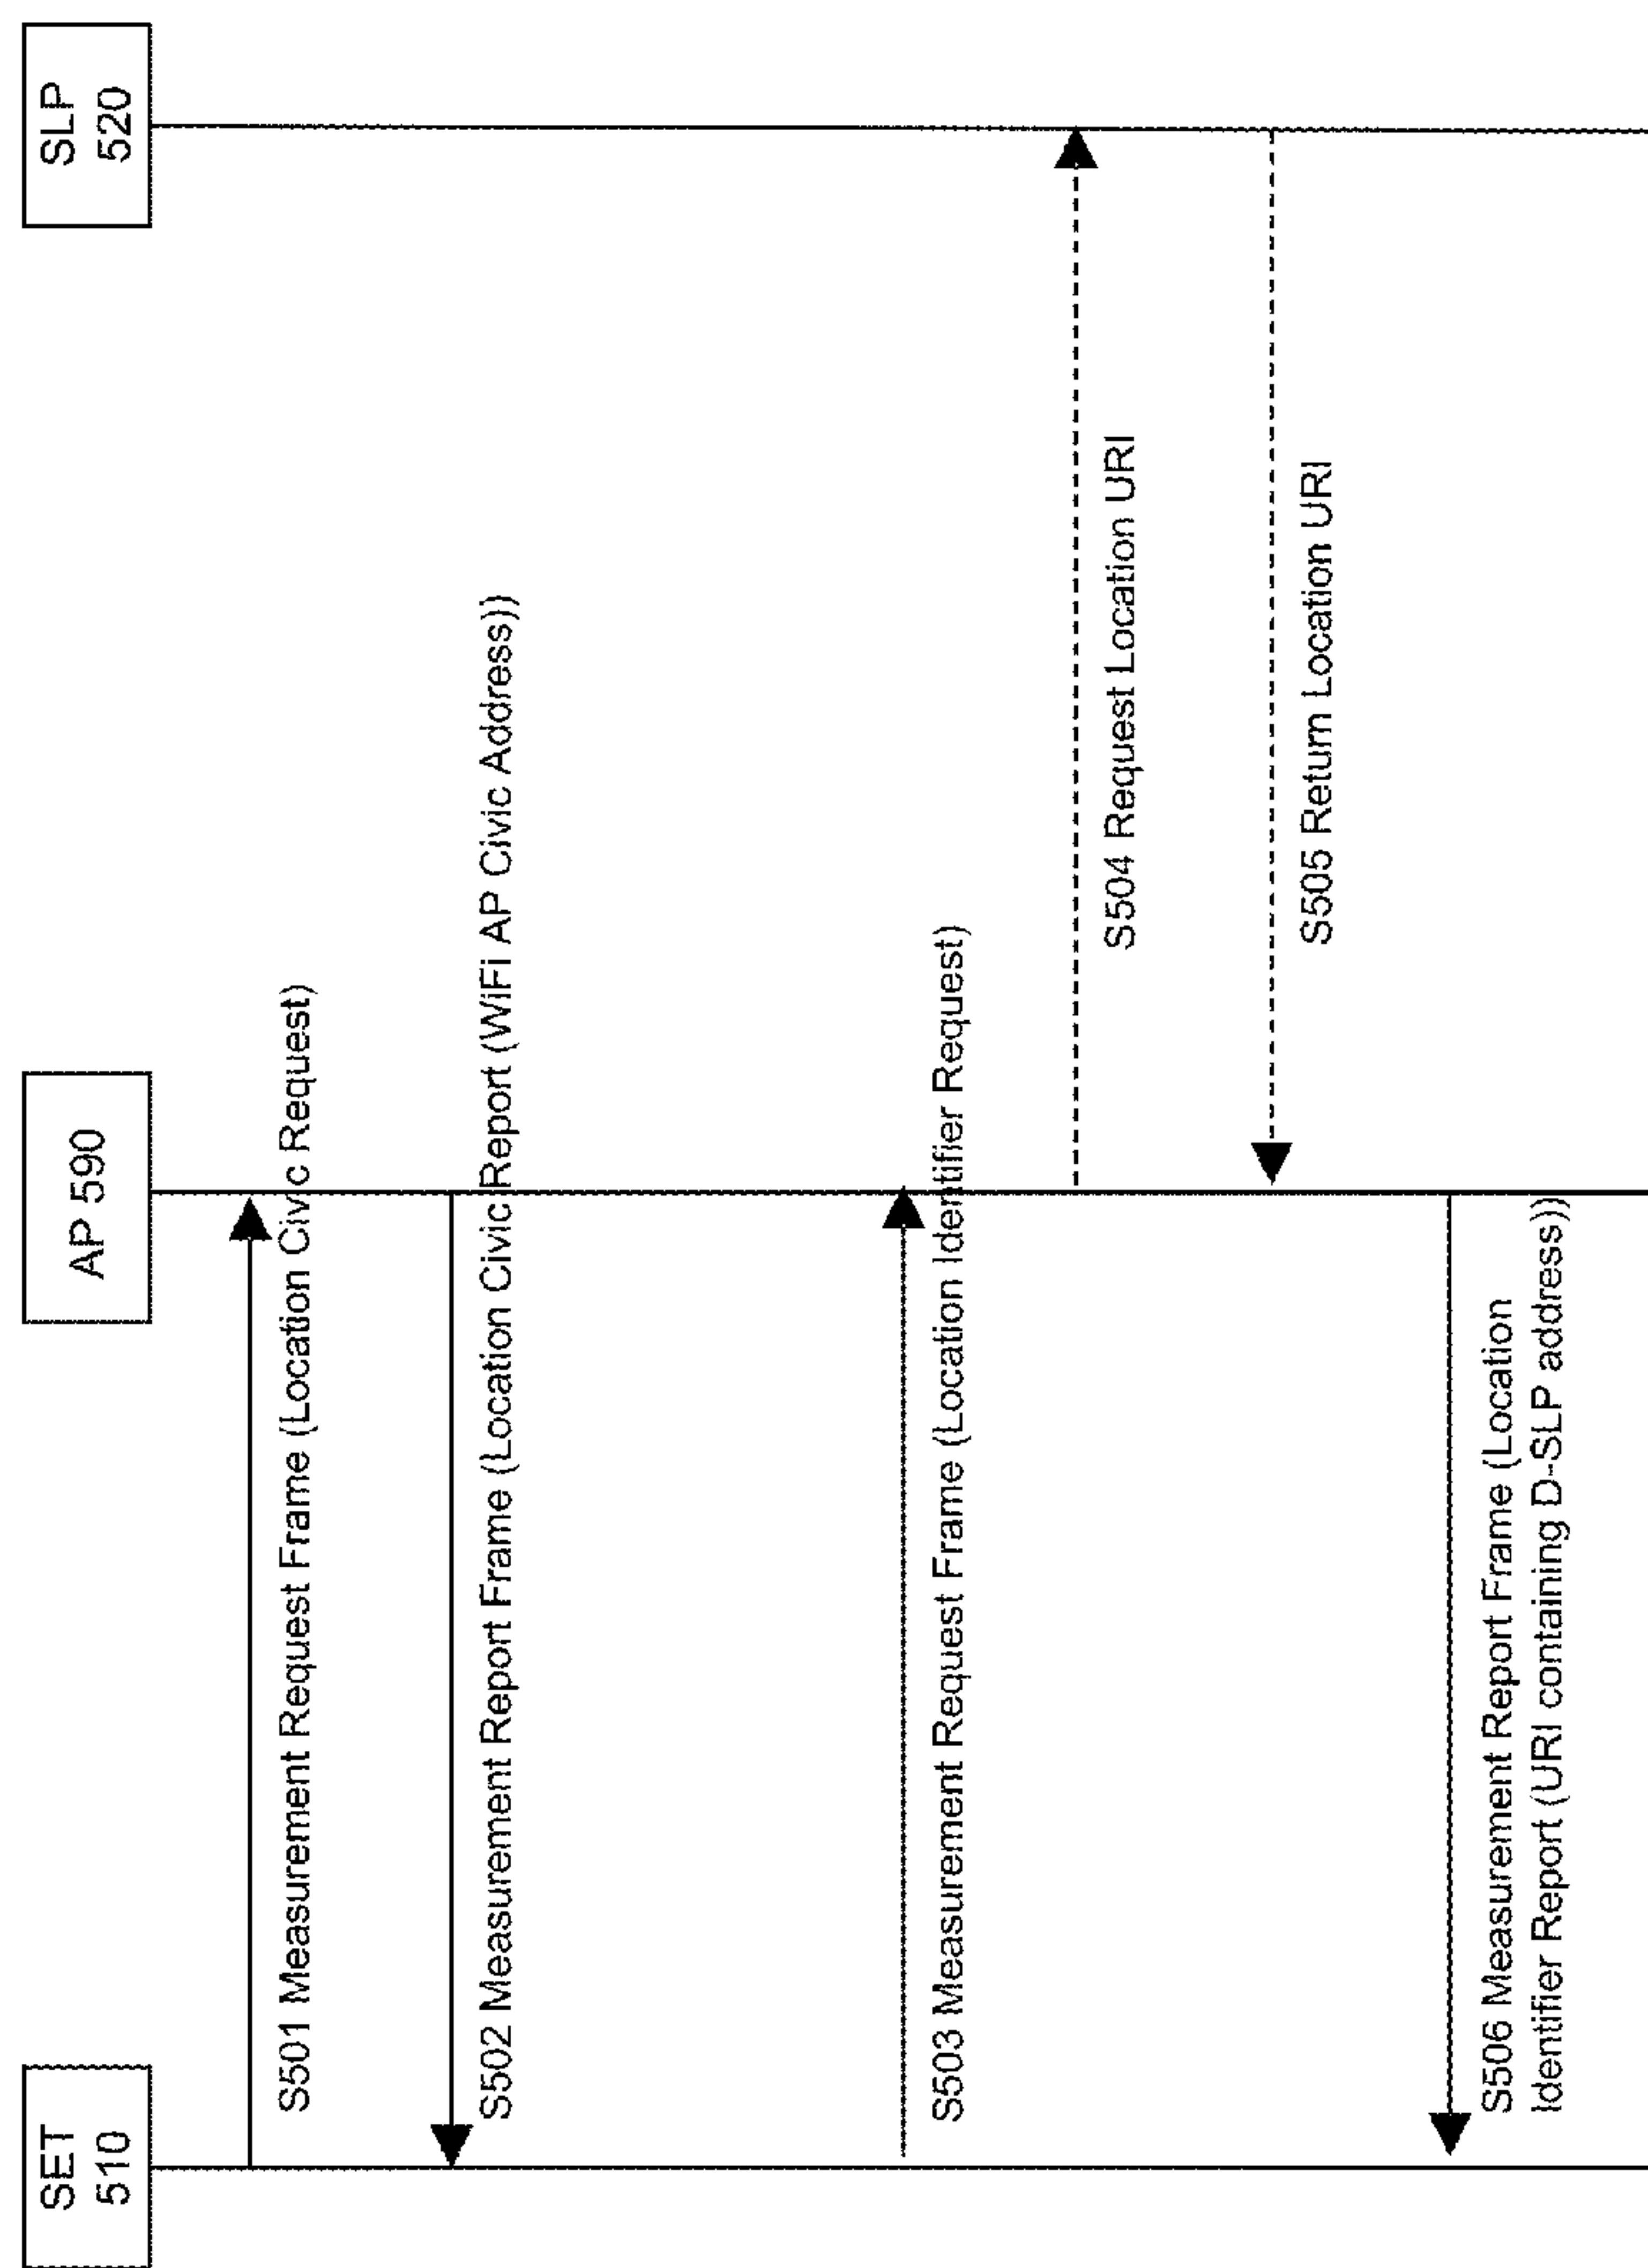 SET
510
AP 590
SLP
520
S501 Measurement Request Frame (Location Civic Request)
S502 Measurement Report Frame (Location Civic Report (WiFi AP Civic Address))
S503 Measurement Request Frame (Location Identifier Request)
S504 Request Location URI
S505 Return Location URI
S506 Measurement Report Frame (Location
Identifier Report (URI containing D-SLP address))